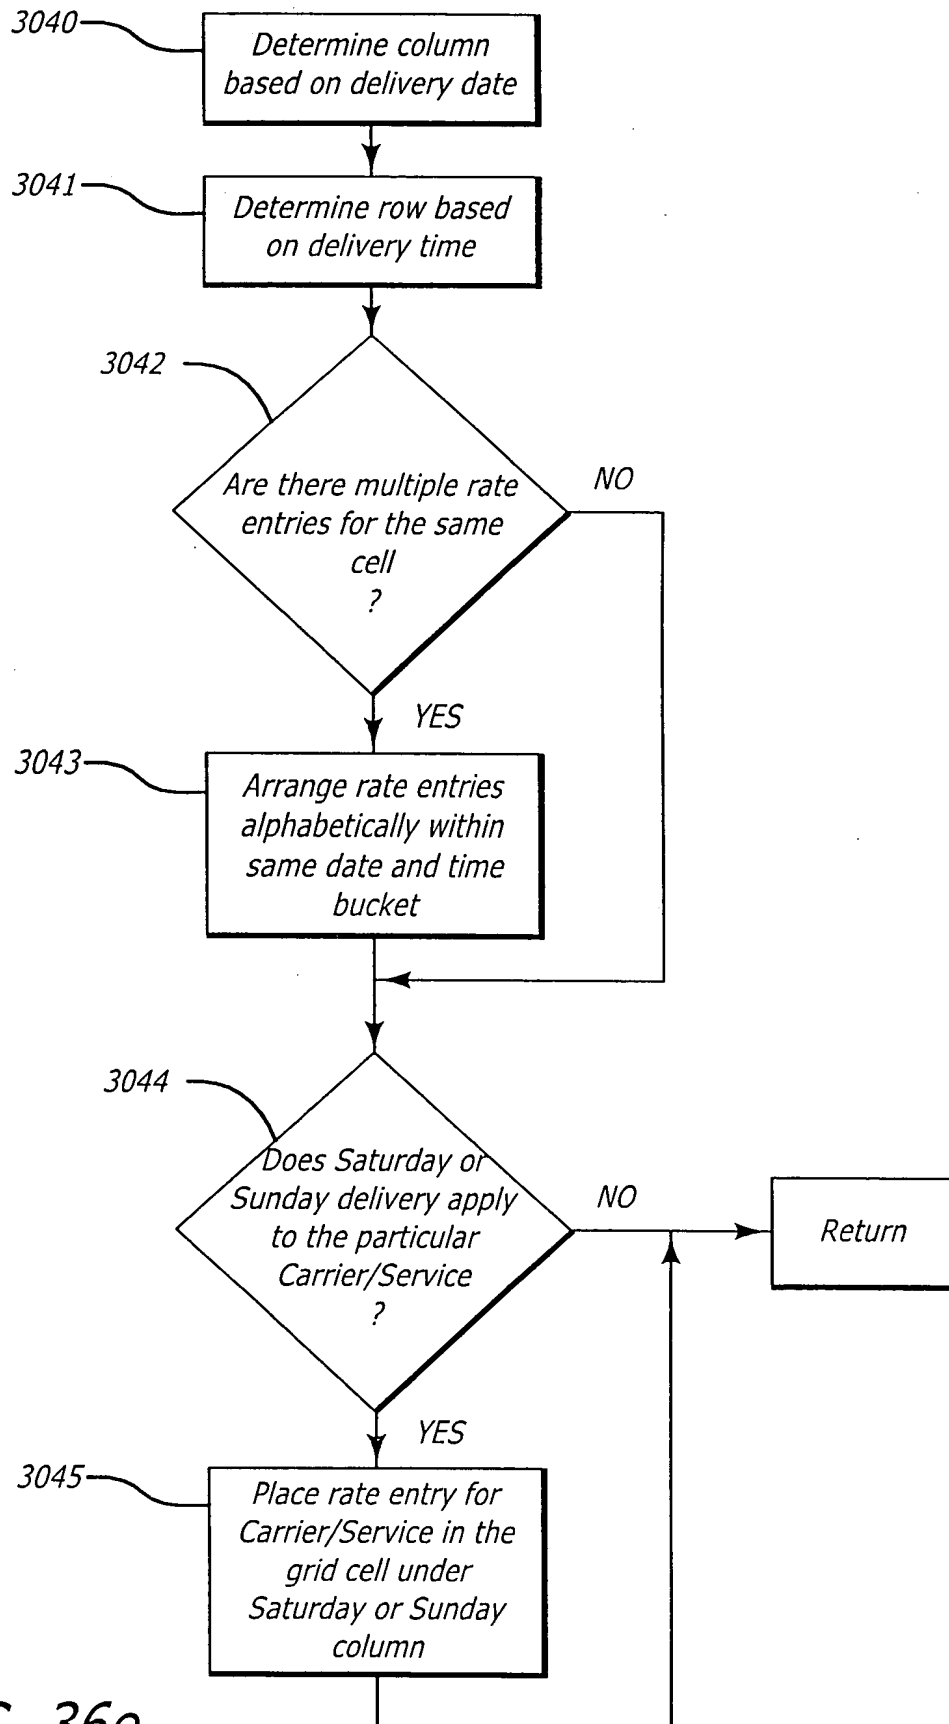 3040
Determine column
based on delivery date
3041
Determine row based
on delivery time
3042
Are there multiple rate
entries for the same
cell
?
NO
YES
3043
Arrange rate entries
alphabetically within
same date and time
bucket
3044
Does Saturday or
Sunday delivery apply
to the particular
Carrier/Service
?
NO
Return
YES
3045
Place rate entry for
Carrier/Service in the
grid cell under
Saturday or Sunday
column